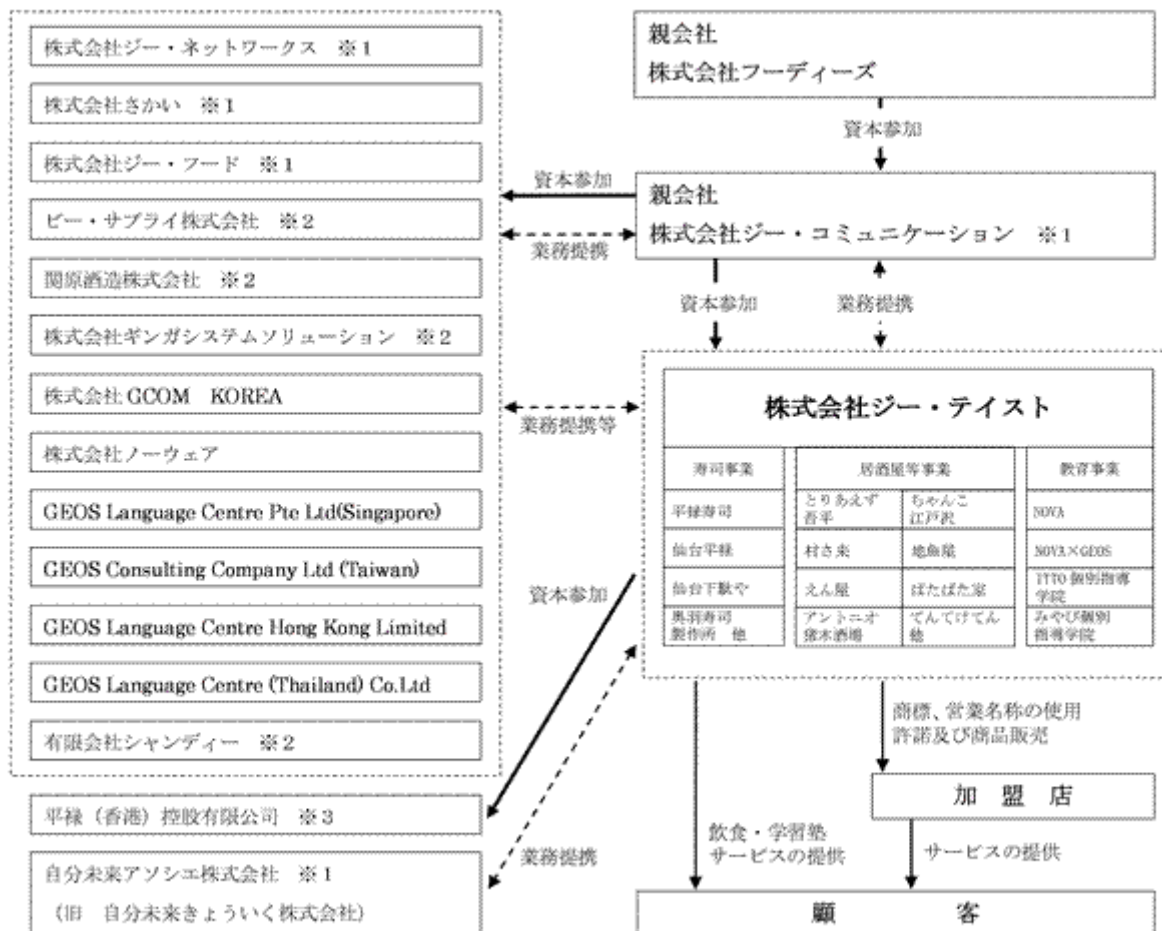 株式会社ジー・ネットワークス ※1
株式会社さかい ※1
株式会社ジー・フード ※1
ビー・サプライ株式会社 ※2
関原酒造株式会社 ※2
株式会社ギンガシステムソリューション ※2
株式会社 GCOM KOREA
株式会社ノーウェア
GEOS Language Centre Pte Ltd(Singapore)
GEOS Consulting Company Ltd (Taiwan)
GEOS Language Centre Hong Kong Limited
GEOS Language Centre (Thailand) Co.Ltd
有限会社シャンディー ※2
平禄(香港)控股有限公司 ※3
自分未来アソシエ株式会社 ※1
(旧 自分未来きょういく株式会社)
親会社
株式会社フーディーズ
資本参加
親会社
株式会社ジー・コミュニケーション ※1
資本参加
業務提携
資本参加
業務提携
業務提携等
資本参加
業務提携
株式会社ジー・テイスト
寿司事業
居酒屋等事業
教育事業
平禄寿司
とりあえず
吾平
ちゃんこ
江戸沢
NOVA
仙台平禄
村さ来
地魚屋
NOVA×GEOS
仙台下駄や
えん屋
ぱたぱた家
ITTO 個別指導
学院
奥羽寿司
製作所 他
アントニオ
猪木酒場
てんてけてん
他
みやび個別
指導学院
商標、営業名称の使用
許諾及び商品販売
加 盟 店
飲食・学習塾
サービスの提供
サービスの提供
顧 客